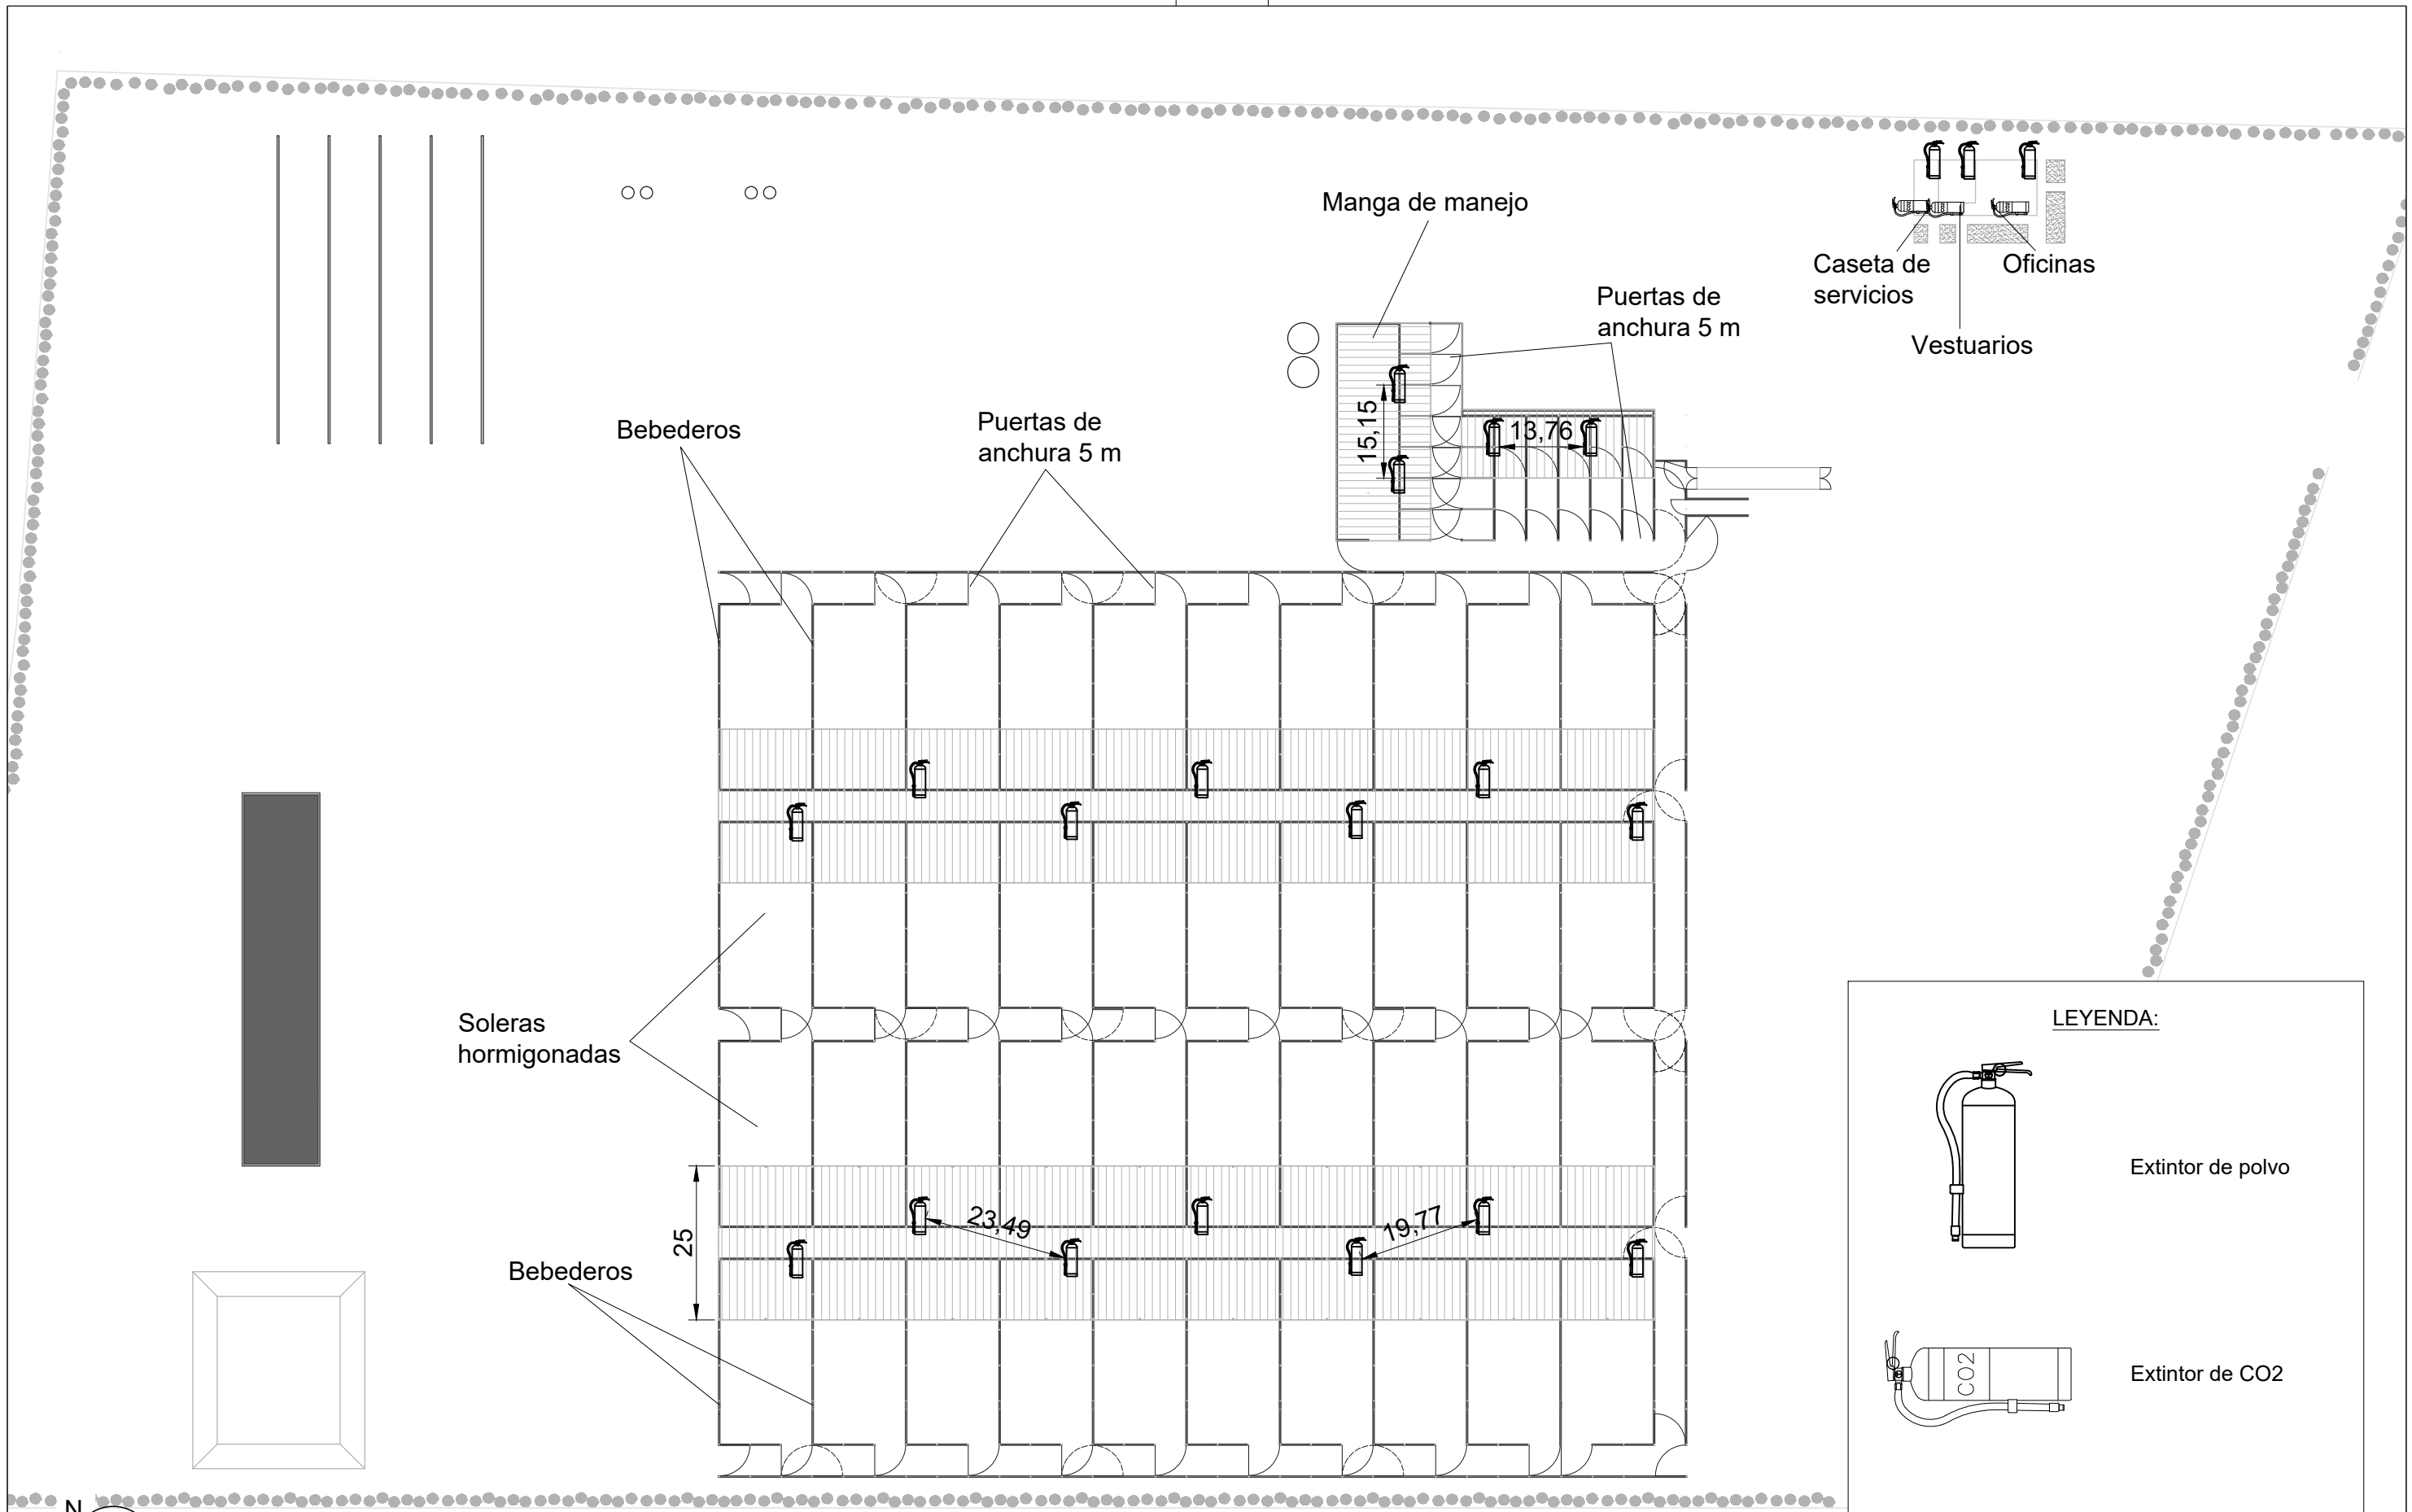 Manga de manejo
Caseta de
servicios
Oficinas
Vestuarios
Puertas de
anchura 5 m
Bebederos
Puertas de
anchura 5 m
15,15
13,76
Soleras
hormigonadas
LEYENDA:
Extintor de polvo
23,49
19,77
25
Bebederos
CO2
Extintor de CO2
N